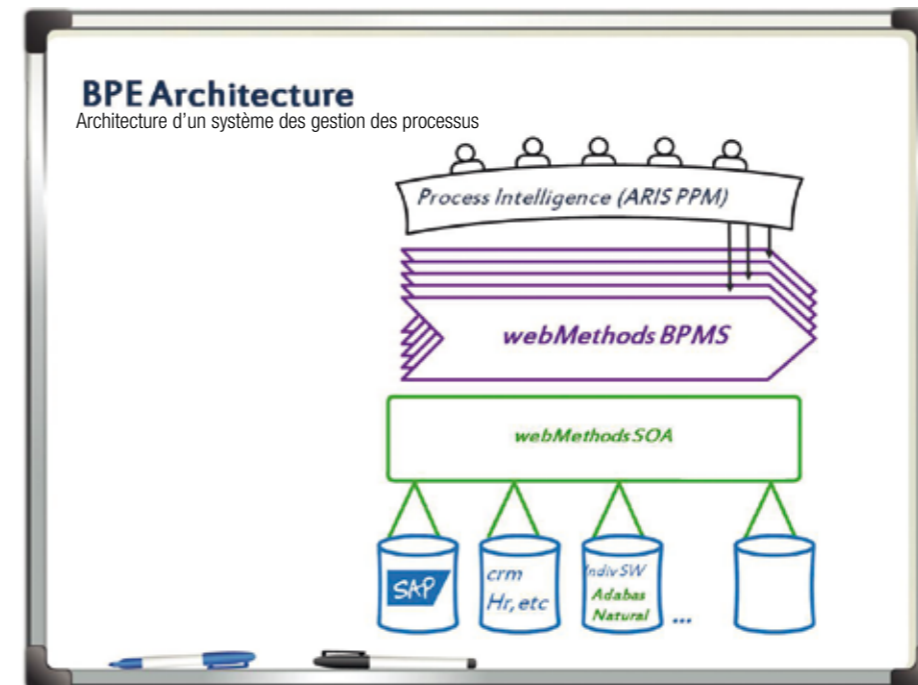 BPE Architecture
Architecture d'un système des gestion des processus
Process Intelligence (ARIS PPM)
webMethods BPMS
webMethods SOA
SAP
crm
Hr, etc
Indiv SW
Adabas
Natural
...